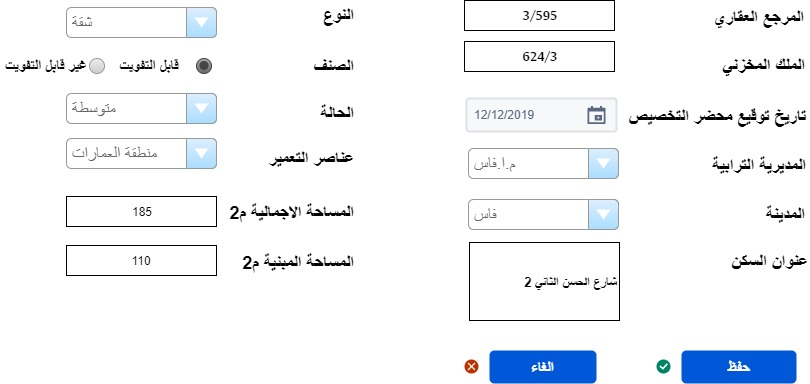 المرجع العقاري 3/595
الملك المخزني 624/3
تاريخ توقيع محضر التخصيص 12/12/2019
المديرية الترابية م.ا.فاس
المدينة فاس
عنوان السكن شارع الحسن الثاني 2
النوع شقة
الصنف قابل التفويت غير قابل التفويت
الحالة متوسطة
عناصر التعمير منطقة العمارات
المساحة الاجمالية م2 185
المساحة المبنية م2 110
حفظ
الغاء